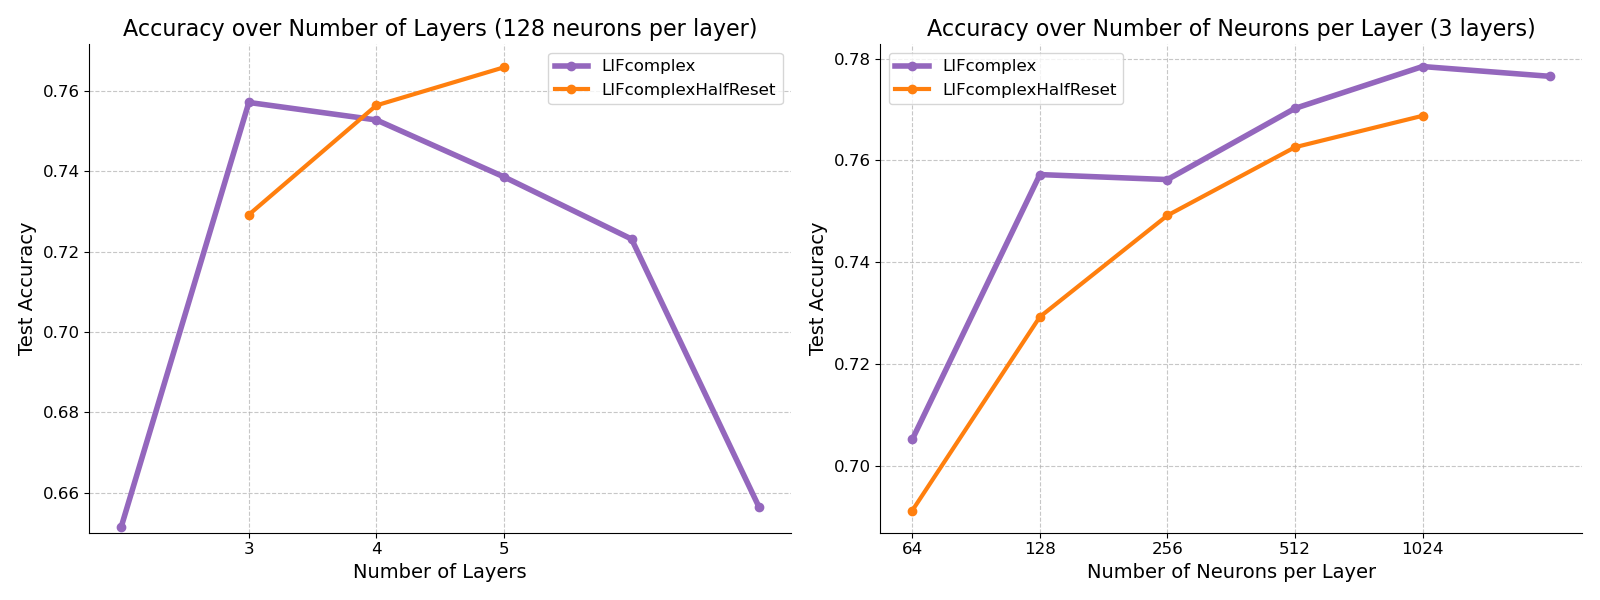 Accuracy over Number of Layers (128 neurons per layer)
LIFcomplex
LIFcomplexHalfReset
Test Accuracy
0.76
0.74
0.72
0.70
0.68
0.66
3 4 5
Number of Layers
Accuracy over Number of Neurons per Layer (3 layers)
LIFcomplex
LIFcomplexHalfReset
Test Accuracy
0.78
0.76
0.74
0.72
0.70
64 128 256 512 1024
Number of Neurons per Layer